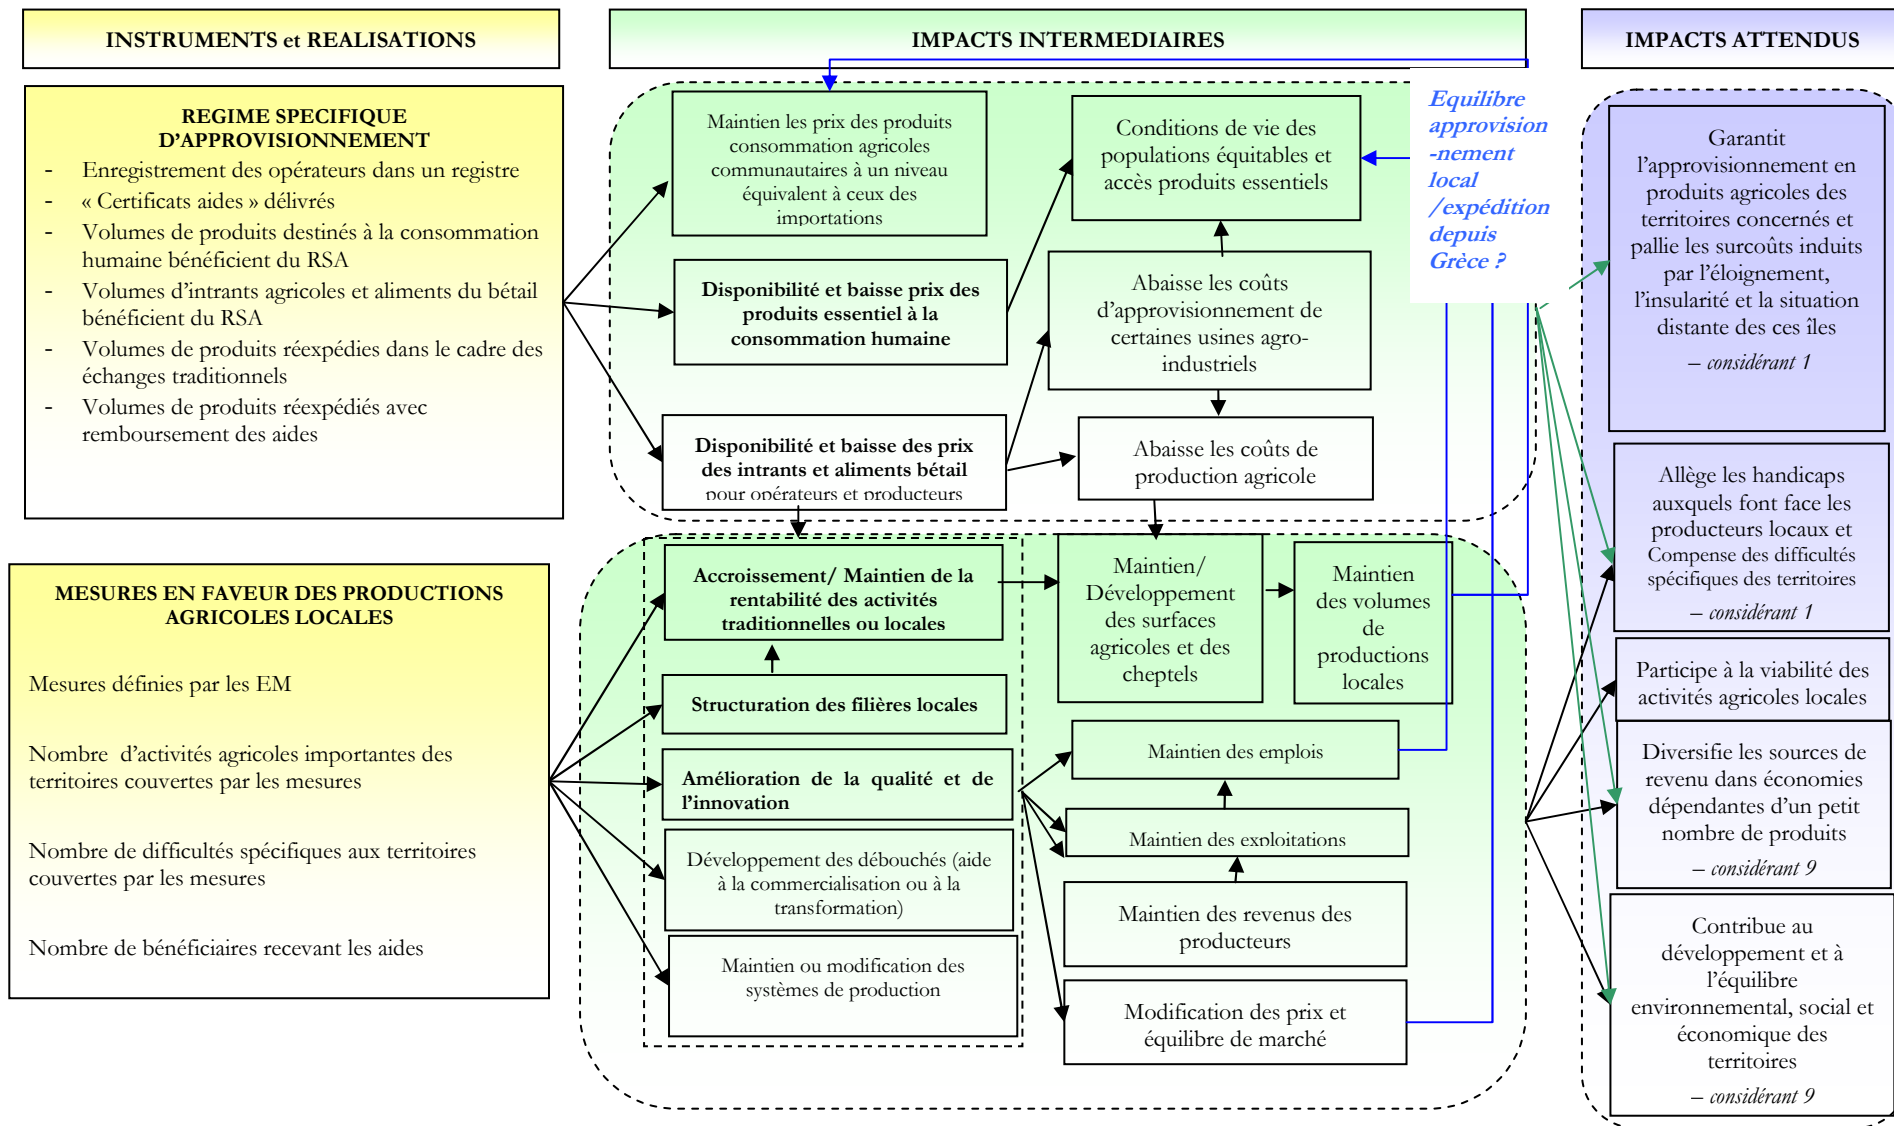 INSTRUMENTS et REALISATIONS
IMPACTS INTERMEDIAIRES
IMPACTS ATTENDUS
REGIME SPECIFIQUE
D’APPROVISIONNEMENT
- Enregistrement des opérateurs dans un registre
- « Certificats aides » délivrés
- Volumes de produits destinés à la consommation
humaine bénéficient du RSA
- Volumes d’intrants agricoles et aliments du bétail
bénéficient du RSA
- Volumes de produits réexpédies dans le cadre des
échanges traditionnels
- Volumes de produits réexpédiés avec
remboursement des aides
MESURES EN FAVEUR DES PRODUCTIONS
AGRICOLES LOCALES
Mesures définies par les EM
Nombre d’activités agricoles importantes des
territoires couvertes par les mesures
Nombre de difficultés spécifiques aux territoires
couvertes par les mesures
Nombre de bénéficiaires recevant les aides
Maintien les prix des produits
consommation agricoles
communautaires à un niveau
équivalent à ceux des
importations
Disponibilité et baisse prix des
produits essentiel à la
consommation humaine
Disponibilité et baisse des prix
des intrants et aliments bétail
pour opérateurs et producteurs
Conditions de vie des
populations équitables et
accès produits essentiels
Abaisse les coûts
d’approvisionnement de
certaines usines agro-
industriels
Abaisse les coûts de
production agricole
Equilibre
approvision
-nement
local
/expédition
depuis
Grèce ?
Accroissement/ Maintien de la
rentabilité des activités
traditionnelles ou locales
Structuration des filières locales
Amélioration de la qualité et de
l’innovation
Développement des débouchés (aide
à la commercialisation ou à la
transformation)
Maintien ou modification des
systèmes de production
Maintien/
Développement
des surfaces
agricoles et des
cheptels
Maintien
des volumes
de
productions
locales
Maintien des emplois
Maintien des exploitations
Maintien des revenus des
producteurs
Modification des prix et
équilibre de marché
Garantit
l’approvisionnement en
produits agricoles des
territoires concernés et
pallie les surcoûts induits
par l’éloignement,
l’insularité et la situation
distante des ces îles
– considérant 1
Allège les handicaps
auxquels font face les
producteurs locaux et
Compense des difficultés
spécifiques des territoires
– considérant 1
Participe à la viabilité des
activités agricoles locales
Diversifie les sources de
revenu dans économies
dépendantes d’un petit
nombre de produits
– considérant 9
Contribue au
développement et à
l’équilibre
environnemental, social et
économique des
territoires
– considérant 9